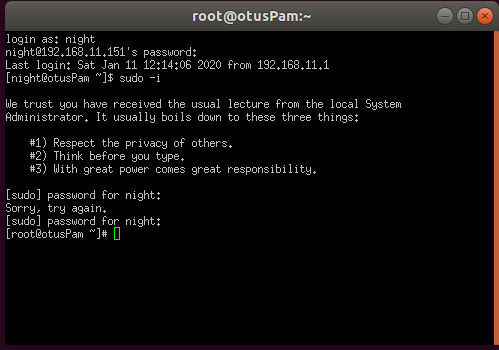 root@otusPam:~
login as: night
night@192.168.11.151's password:
Last login: Sat Jan 11 12:14:06 2020 from 192.168.11.1
[night@otusPam ~]$ sudo -i

We trust you have received the usual lecture from the local System
Administrator. It usually boils down to these three things:

    #1) Respect the privacy of others.
    #2) Think before you type.
    #3) With great power comes great responsibility.

[sudo] password for night:
Sorry, try again.
[sudo] password for night:
[root@otusPam ~]#